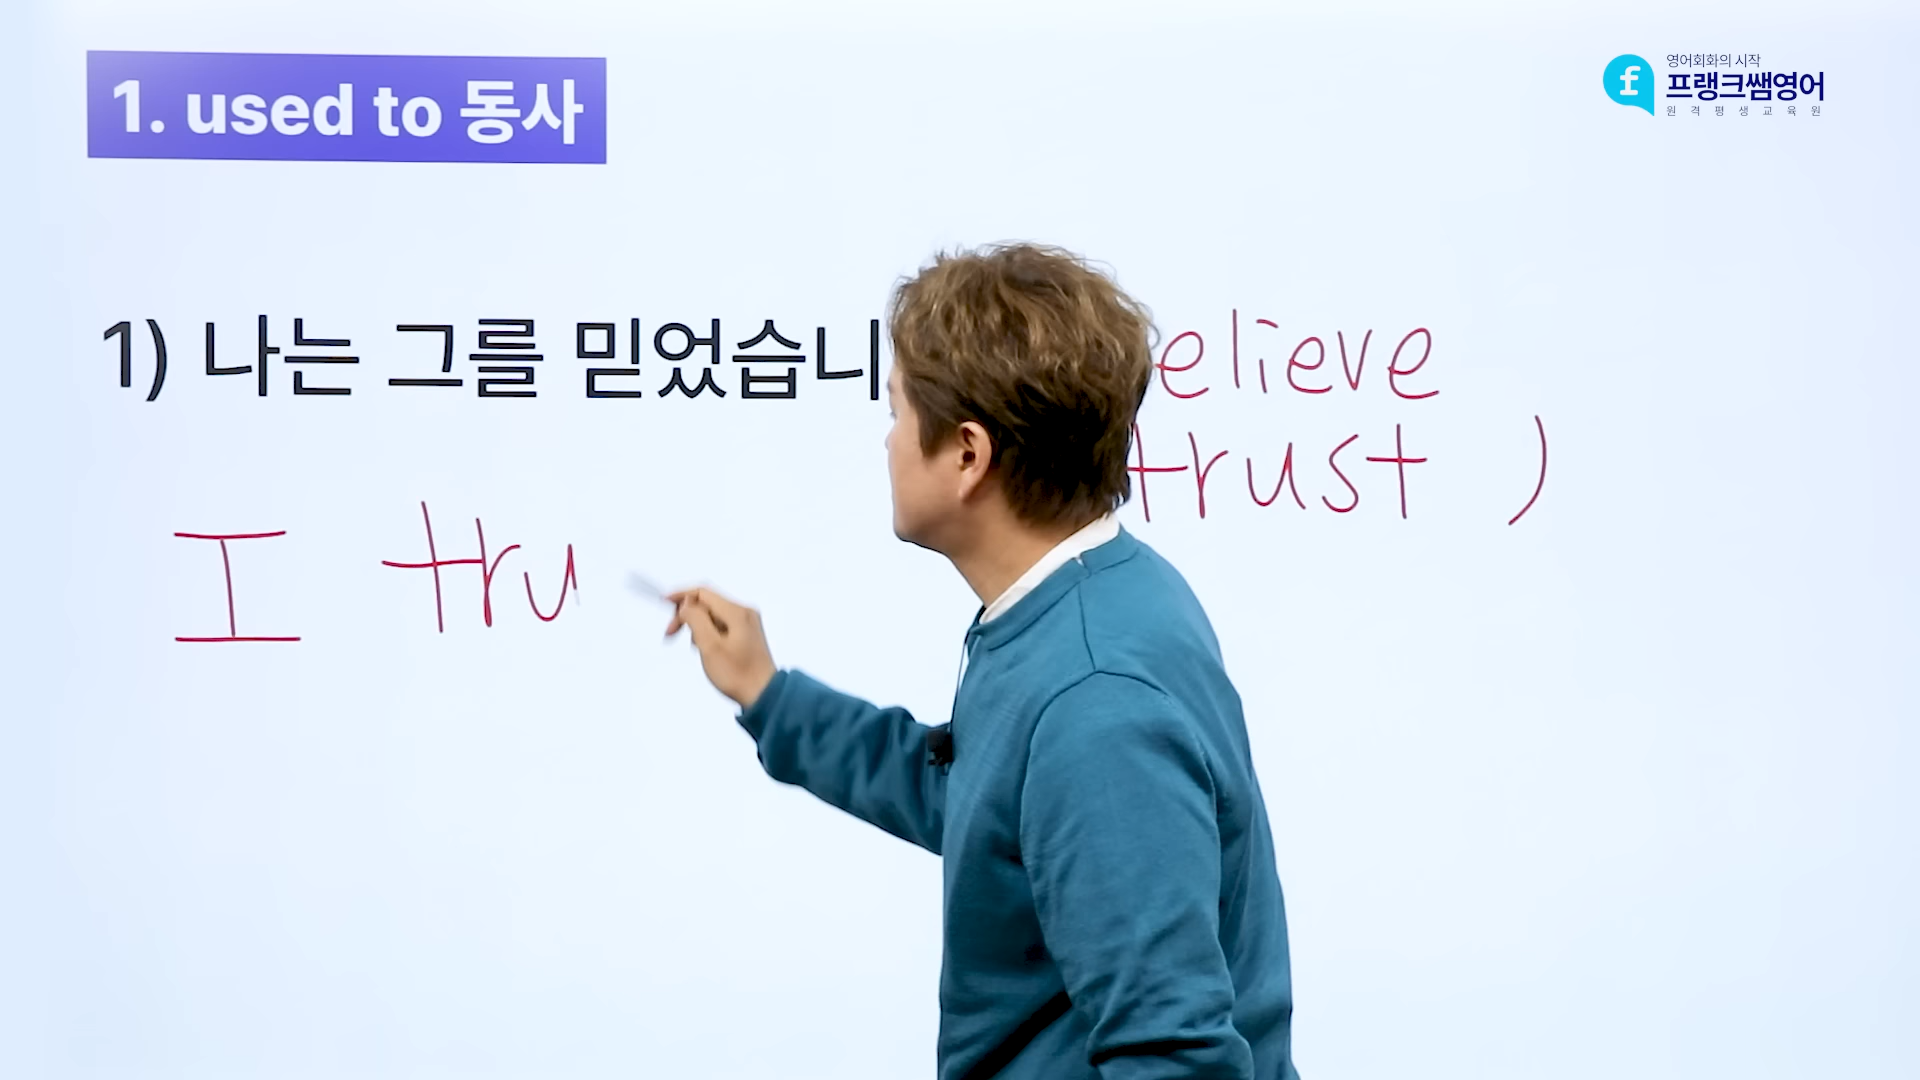 1. used to 동사
영어회화의 시작
프랭크쌤영어
원격평생교육원
1) 나는 그를 믿었습니
elieve
trust )
I tru